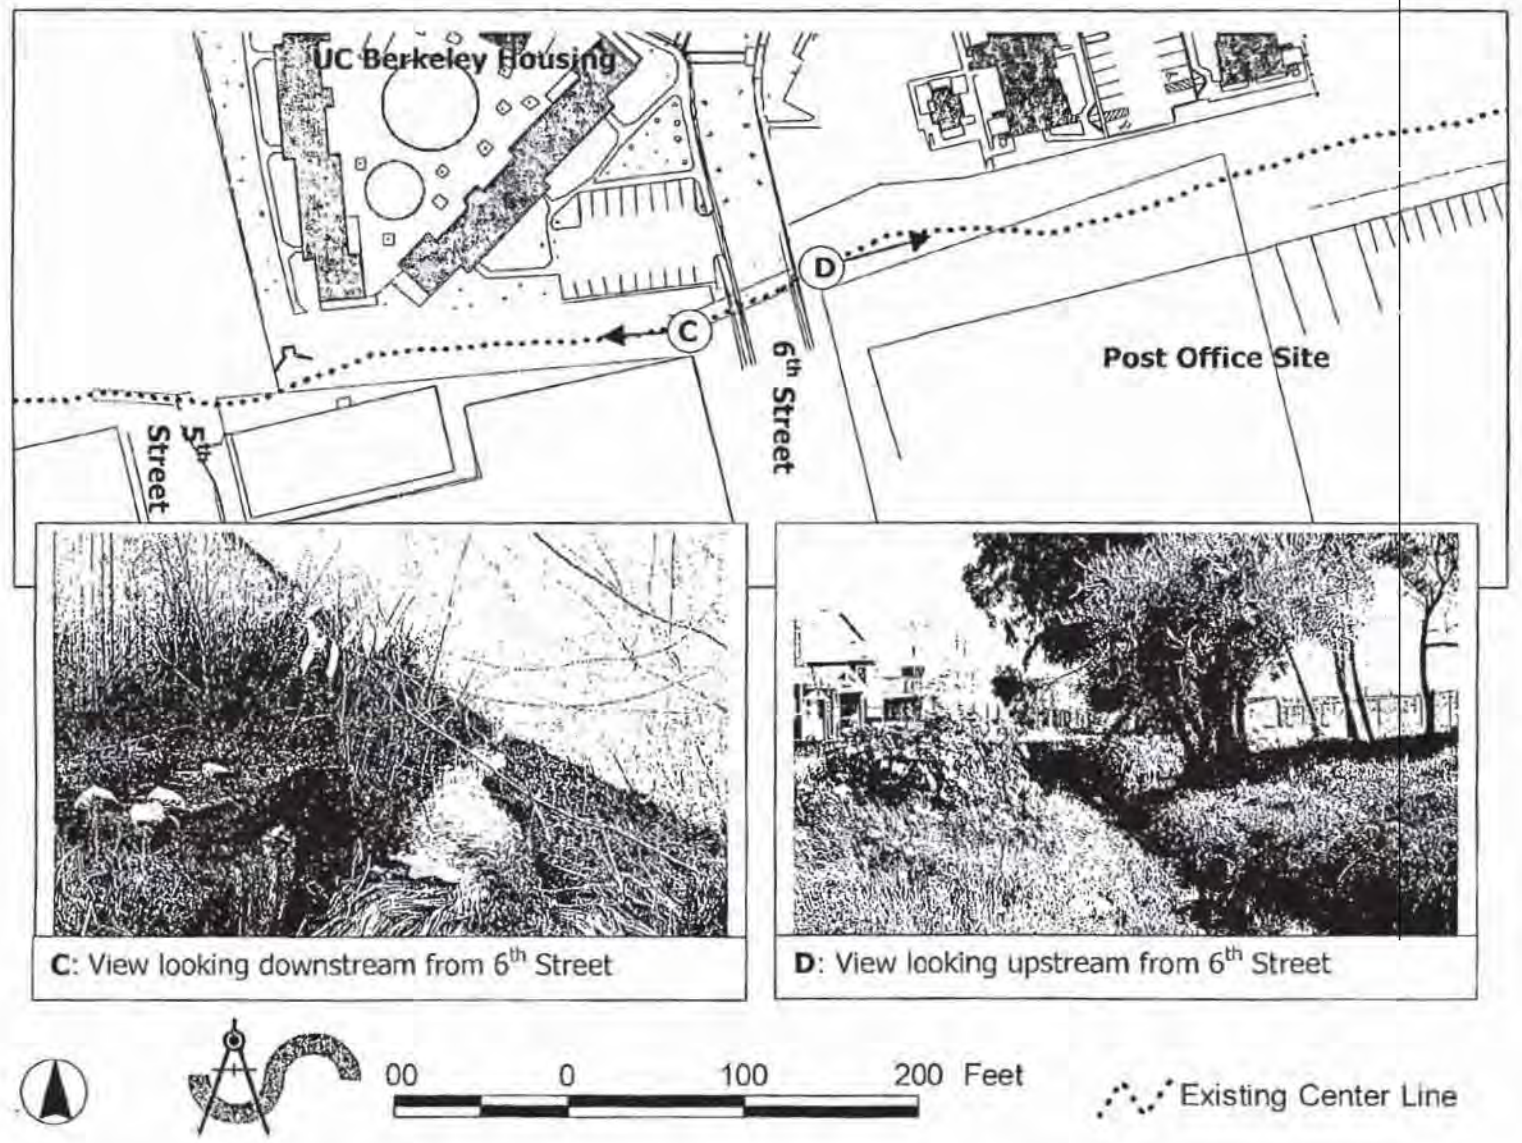 UC Berkeley Housing
D
C
6th Street
Post Office Site
5th
Street
C: View looking downstream from 6th Street
D: View looking upstream from 6th Street
00 0 100 200 Feet
Existing Center Line